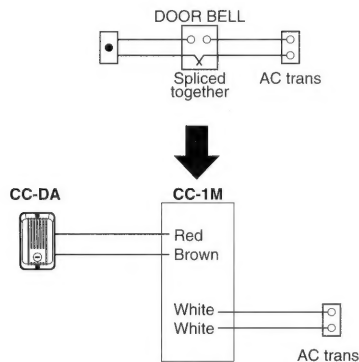 DOOR BELL
Spliced
together
AC trans
CC-DA
CC-1M
Red
Brown
White
White
AC trans